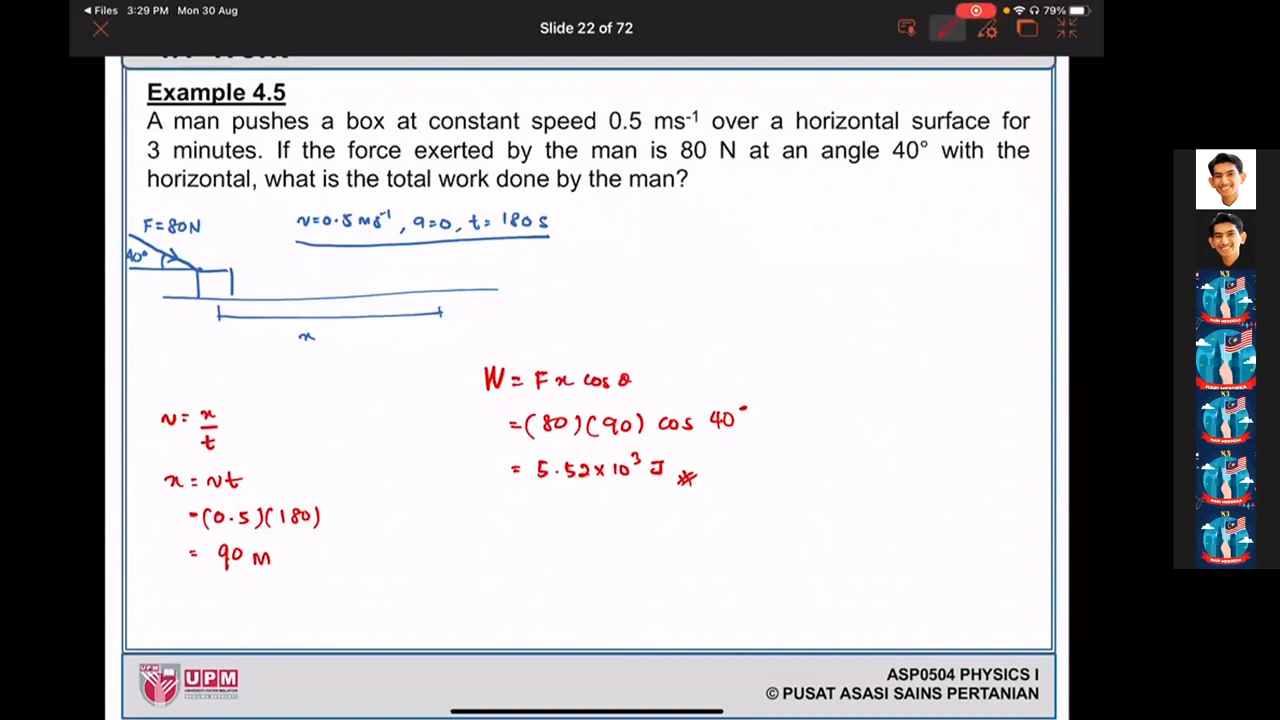 Files 3:29 PM Mon 30 Aug 79%
Slide 22 of 72
Example 4.5
A man pushes a box at constant speed 0.5 ms⁻¹ over a horizontal surface for
3 minutes. If the force exerted by the man is 80 N at an angle 40° with the
horizontal, what is the total work done by the man?
F=80N
v=0.5ms⁻¹, a=0, t=180s
40°
x
W = F x cos θ
= (80)(90) cos 40°
= 5.52×10³ J
v = x/t
x = vt
=(0.5)(180)
= 90 m
UPM
ASP0504 PHYSICS I
© PUSAT ASASI SAINS PERTANIAN